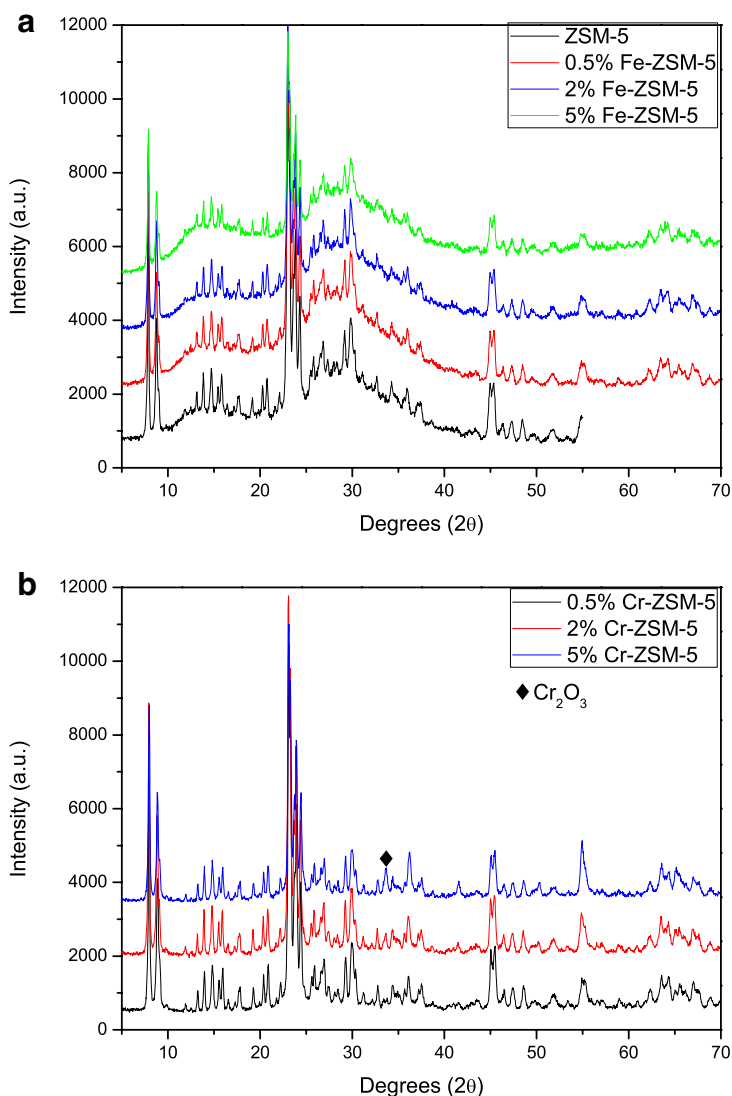 a
12000
10000
8000
6000
4000
2000
0
Intensity (a.u.)
ZSM-5
0.5% Fe-ZSM-5
2% Fe-ZSM-5
5% Fe-ZSM-5
10 20 30 40 50 60 70
Degrees (2θ)
b
12000
10000
8000
6000
4000
2000
0
Intensity (a.u.)
0.5% Cr-ZSM-5
2% Cr-ZSM-5
5% Cr-ZSM-5
◆ Cr₂O₃
10 20 30 40 50 60 70
Degrees (2θ)